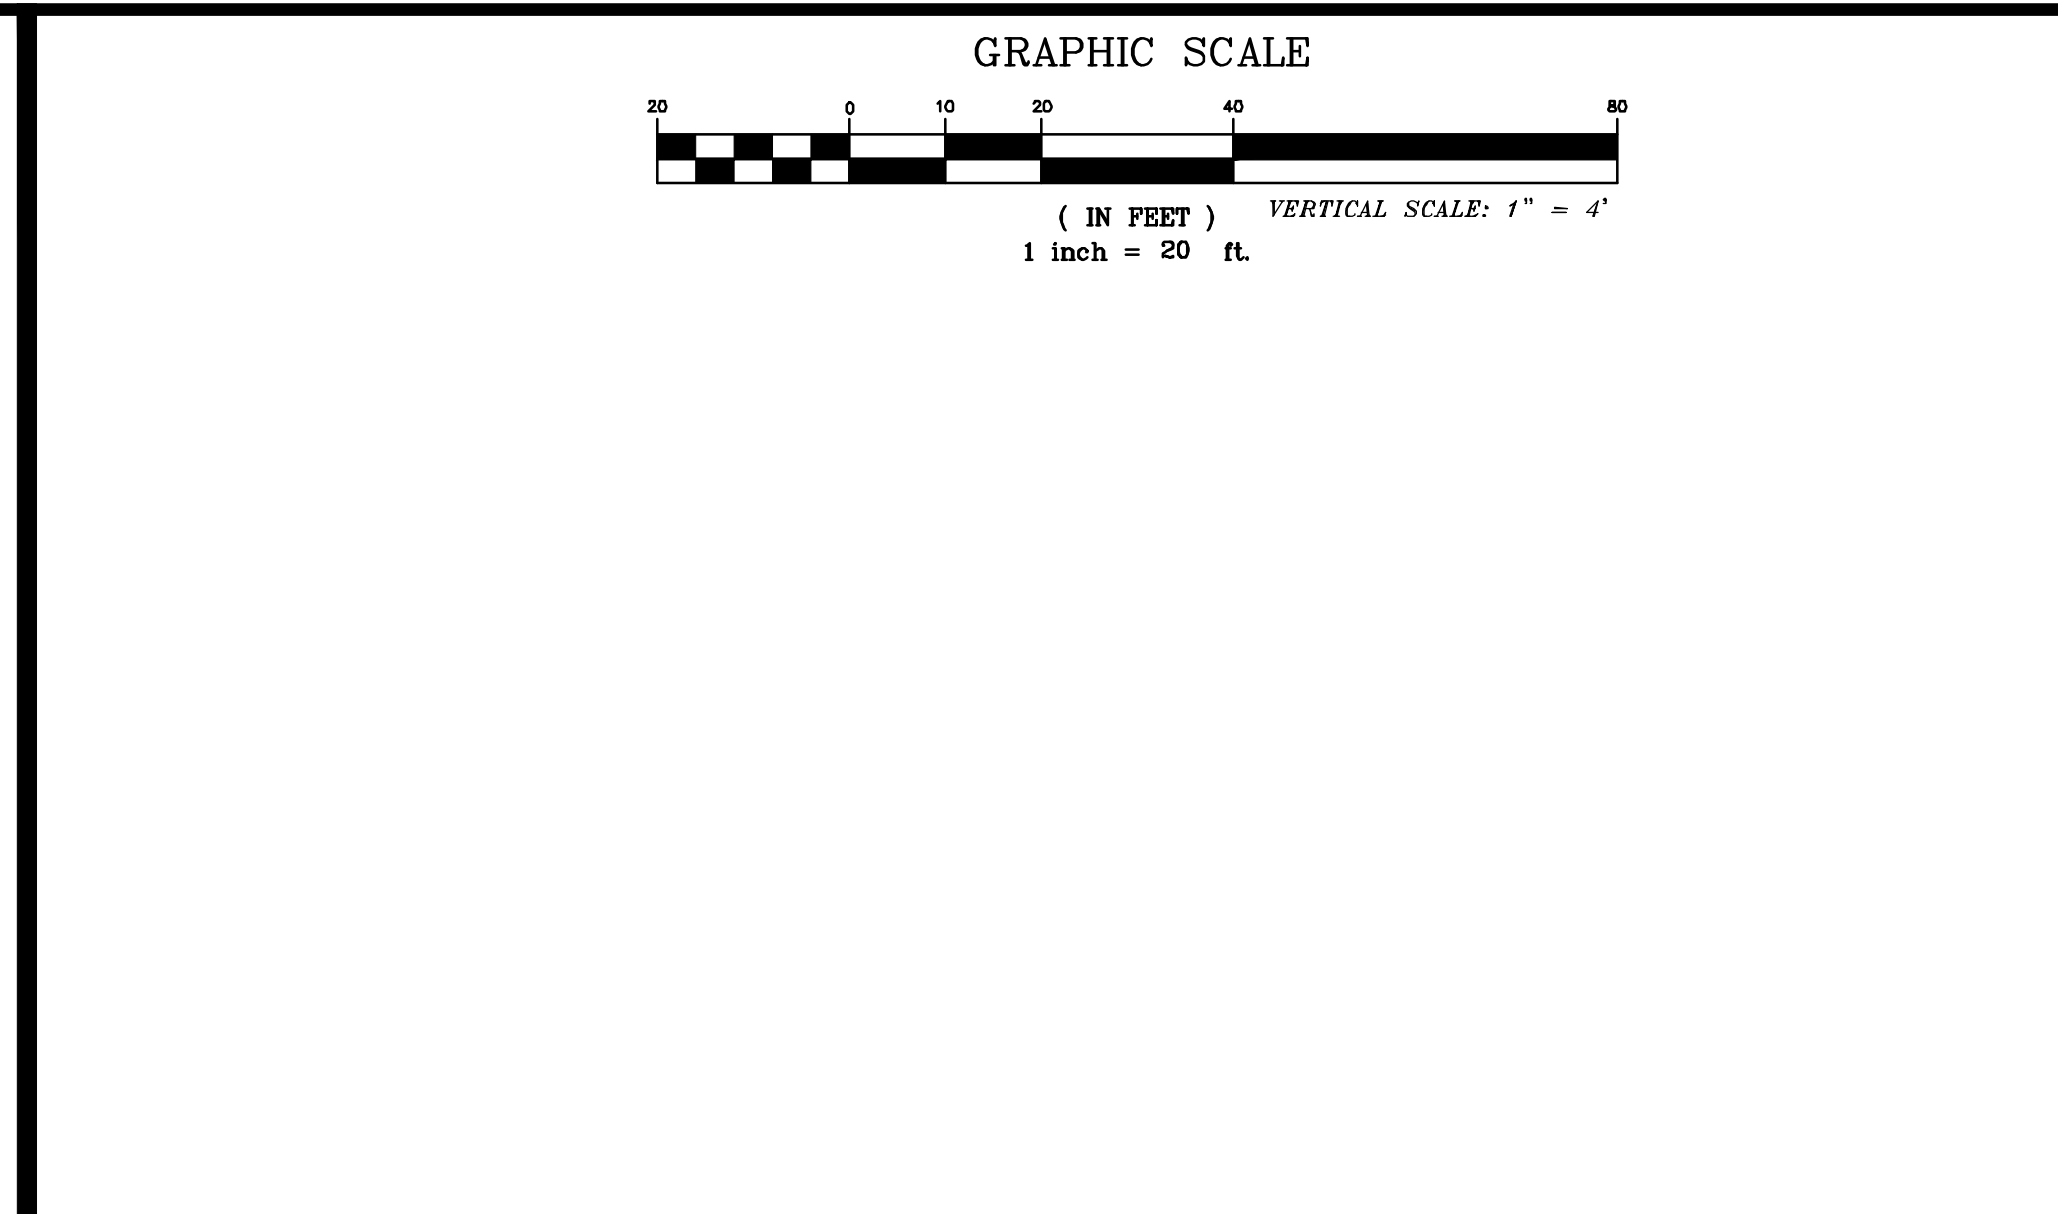 GRAPHIC SCALE
20 0 10 20 40 80
( IN FEET ) VERTICAL SCALE: 1" = 4'
1 inch = 20 ft.